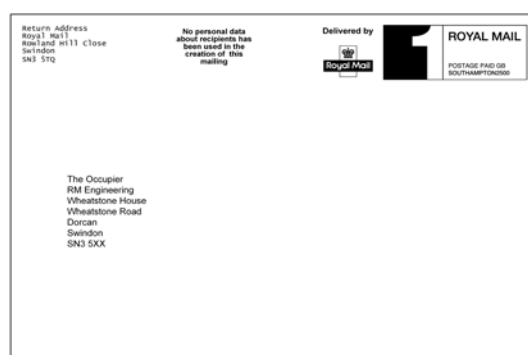 Return Address
Royal Mail
Rowland Hill Close
Swindon
SN3 5TQ
No personal data
about recipients has
been used in the
creation of this
mailing
Delivered by
Royal Mail
1
ROYAL MAIL
POSTAGE PAID GB
SOUTHAMPTON2500
The Occupier
RM Engineering
Wheatstone House
Wheatstone Road
Dorcan
Swindon
SN3 5XX